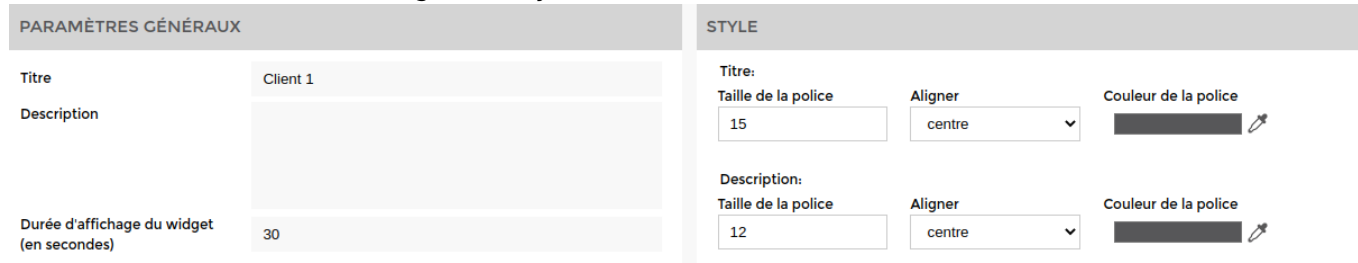 PARAMÈTRES GÉNÉRAUX
Titre
Client 1
Description
Durée d'affichage du widget
(en secondes)
30
STYLE
Titre:
Taille de la police Aligner Couleur de la police
15 centre
Description:
Taille de la police Aligner Couleur de la police
12 centre